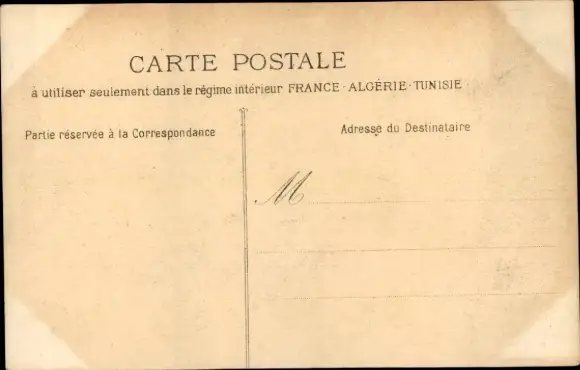 CARTE POSTALE
à utiliser seulement dans le régime intérieur FRANCE-ALGÉRIE-TUNISIE
Partie réservée à la Correspondance
Adresse du Destinataire
M